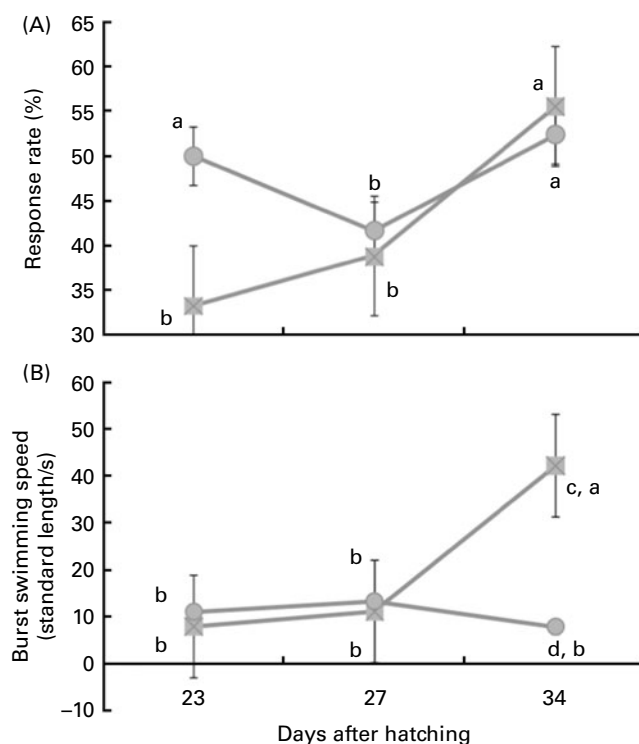 (A)
Response rate (%)
65
60
55
50
45
40
35
30
a
b
b
b
a
a
(B)
Burst swimming speed
(standard length/s)
60
50
40
30
20
10
0
–10
b
b
b
b
c, a
d, b
23 27 34
Days after hatching